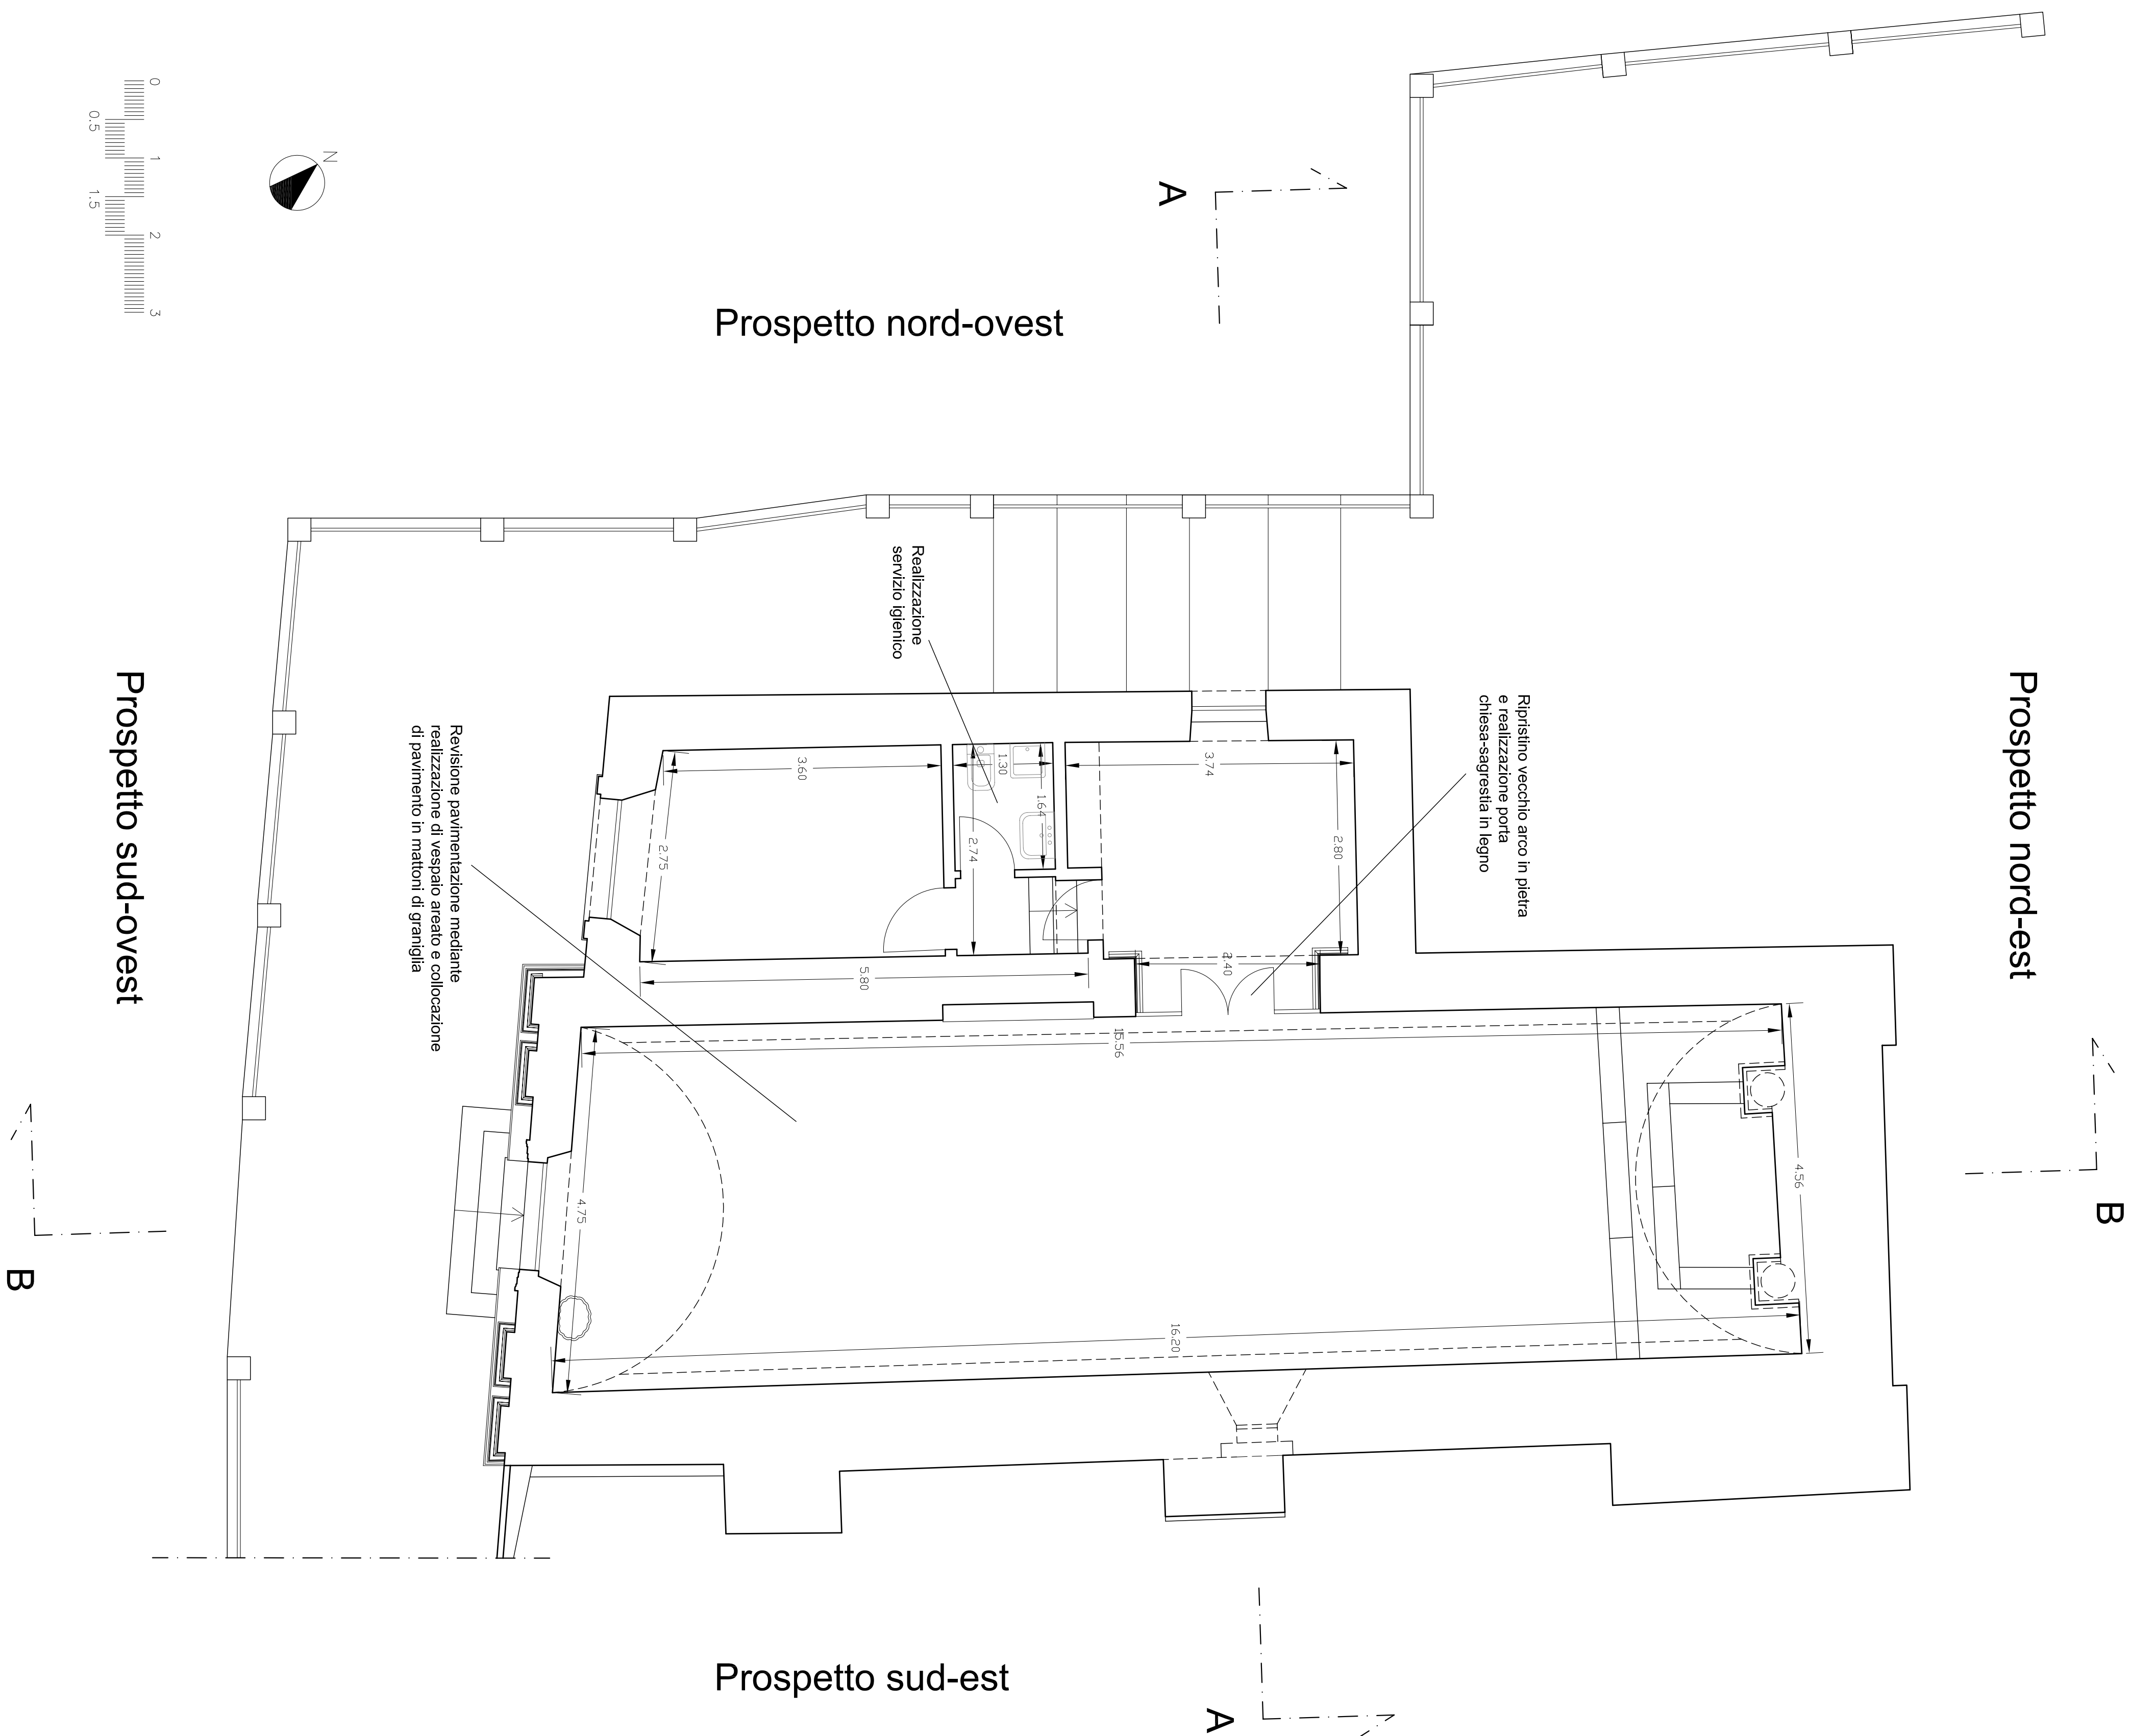 0
0.5
1
1.5
2
3
N
A
Prospetto nord-ovest
Prospetto nord-est
Realizzazione
servizio igienico
Ripristino vecchio arco in pietra
e realizzazione porta
chiesa-sagrestia in legno
Prospetto sud-ovest
Revisione pavimentazione mediante
realizzazione di vespaio areato e collocazione
di pavimento in mattoni di graniglia
3.60
1.30
1.64
3.74
2.75
2.74
2.80
5.80
2.40
15.56
4.56
4.75
16.20
B
B
Prospetto sud-est
A